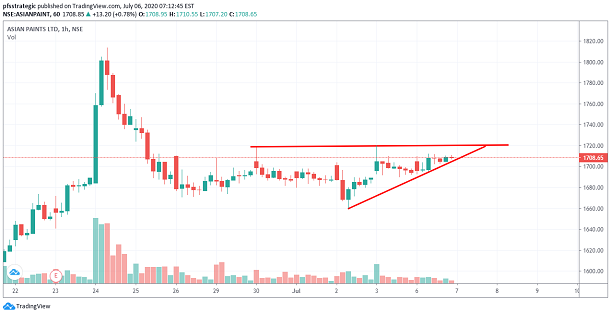 pfstrategic published on TradingView.com, July 06, 2020 07:12:45 EST
NSE:ASIANPAINT, 60 1708.85 ▲ +13.20 (+0.78%) O:1708.95 H:1710.55 L:1707.20 C:1708.65
ASIAN PAINTS LTD, 1h, NSE
Vol
1820.00
1800.00
1780.00
1760.00
1740.00
1720.00
1708.65
1700.00
1680.00
1660.00
1640.00
1620.00
1600.00
E
22 23 24 25 26 29 30 Jul 2 3 6 7 8 9 10
TradingView